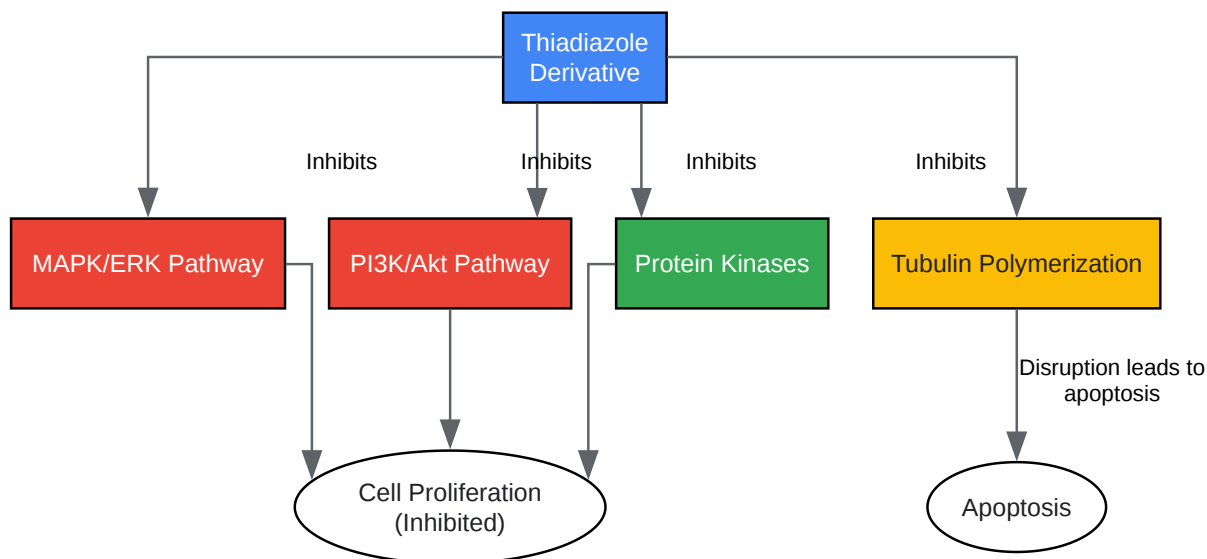 Thiadiazole
Derivative
Inhibits
Inhibits
Inhibits
Inhibits
MAPK/ERK Pathway
PI3K/Akt Pathway
Protein Kinases
Tubulin Polymerization
Disruption leads to
apoptosis
Cell Proliferation
(Inhibited)
Apoptosis